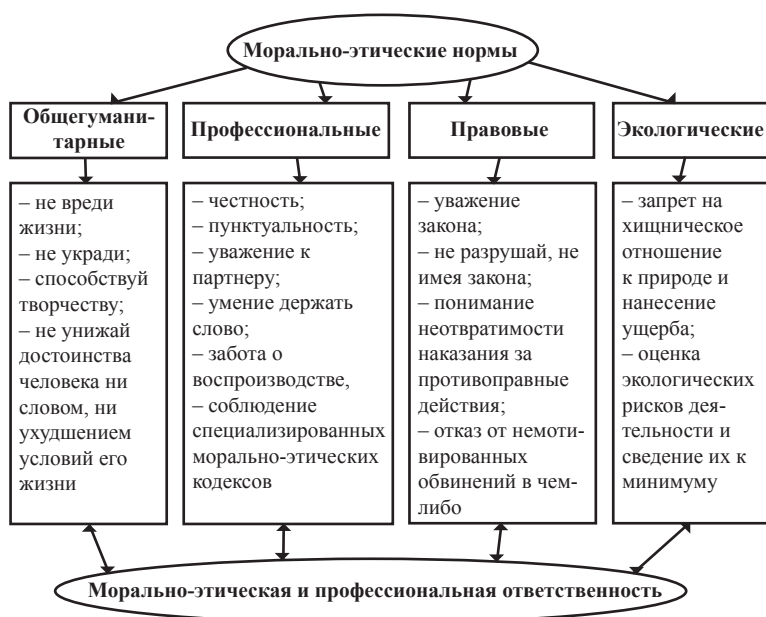 Морально-этические нормы
Общегумани-
тарные
Профессиональные
Правовые
Экологические
– не вреди
жизни;
– не укради;
– способствуй
творчеству;
– не унижай
достоинства
человека ни
словом, ни
ухудшением
условий его
жизни
– честность;
– пунктуальность;
– уважение к
партнеру;
– умение держать
слово;
– забота о
воспроизводстве,
– соблюдение
специализированных
морально-этических
кодексов
– уважение
закона;
– не разрушай, не
имея закона;
– понимание
неотвратимости
наказания за
противоправные
действия;
– отказ от немоти-
вированных
обвинений в чем-
либо
– запрет на
хищническое
отношение
к природе и
нанесение
ущерба;
– оценка
экологических
рисков дея-
тельности и
сведение их к
минимуму
Морально-этическая и профессиональная ответственность